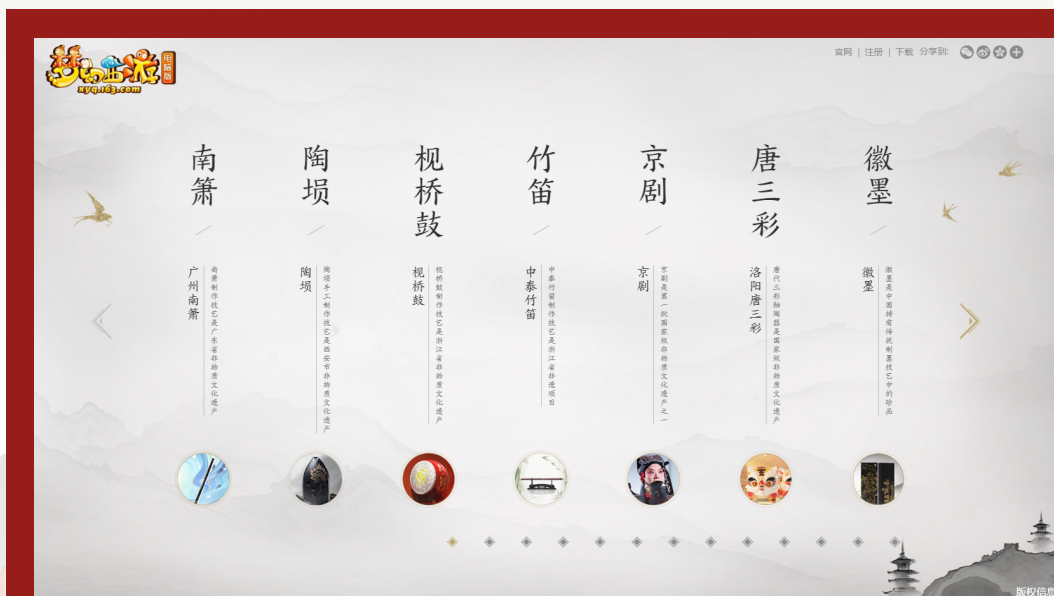 梦幻西游
电脑版
xyq.163.com
官网 | 注册 | 下载 分享到:
南箫
广州南箫
南箫制作技艺是广东省非物质文化遗产
陶埙
陶埙
陶埙手工制作技艺是西安市非物质文化遗产
枧桥鼓
枧桥鼓
枧桥鼓制作技艺是浙江省非物质文化遗产
竹笛
中泰竹笛
中泰竹笛制作技艺是浙江省非遗项目
京剧
京剧
京剧是第一批国家级非物质文化遗产之一
唐三彩
洛阳唐三彩
唐代三彩釉陶器是国家级非物质文化遗产
徽墨
徽墨
徽墨是中国特有传统制墨技艺中的珍品
版权信息